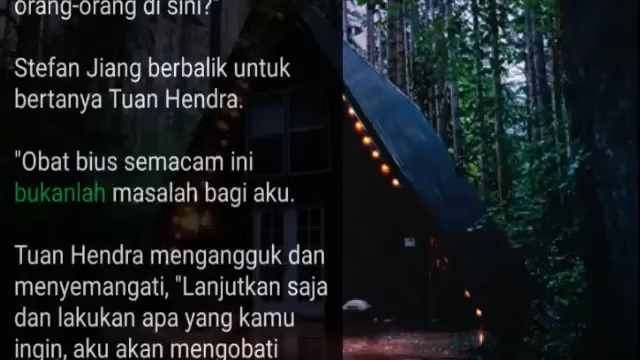 orang-orang di sini?"
Stefan Jiang berbalik untuk
bertanya Tuan Hendra.
"Obat bius semacam ini
bukanlah masalah bagi aku.
Tuan Hendra mengangguk dan
menyemangati, "Lanjutkan saja
dan lakukan apa yang kamu
ingin, aku akan mengobati